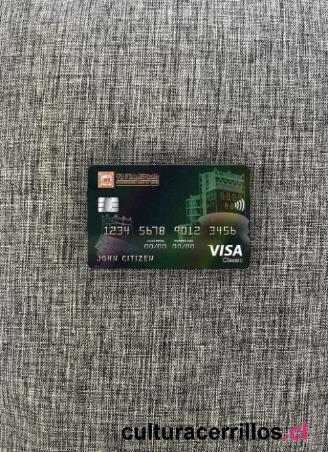 1234 5678 9012 3456
00/00 00/00
JOHN CITIZEN
VISA
Classic
culturacerrillos.cl